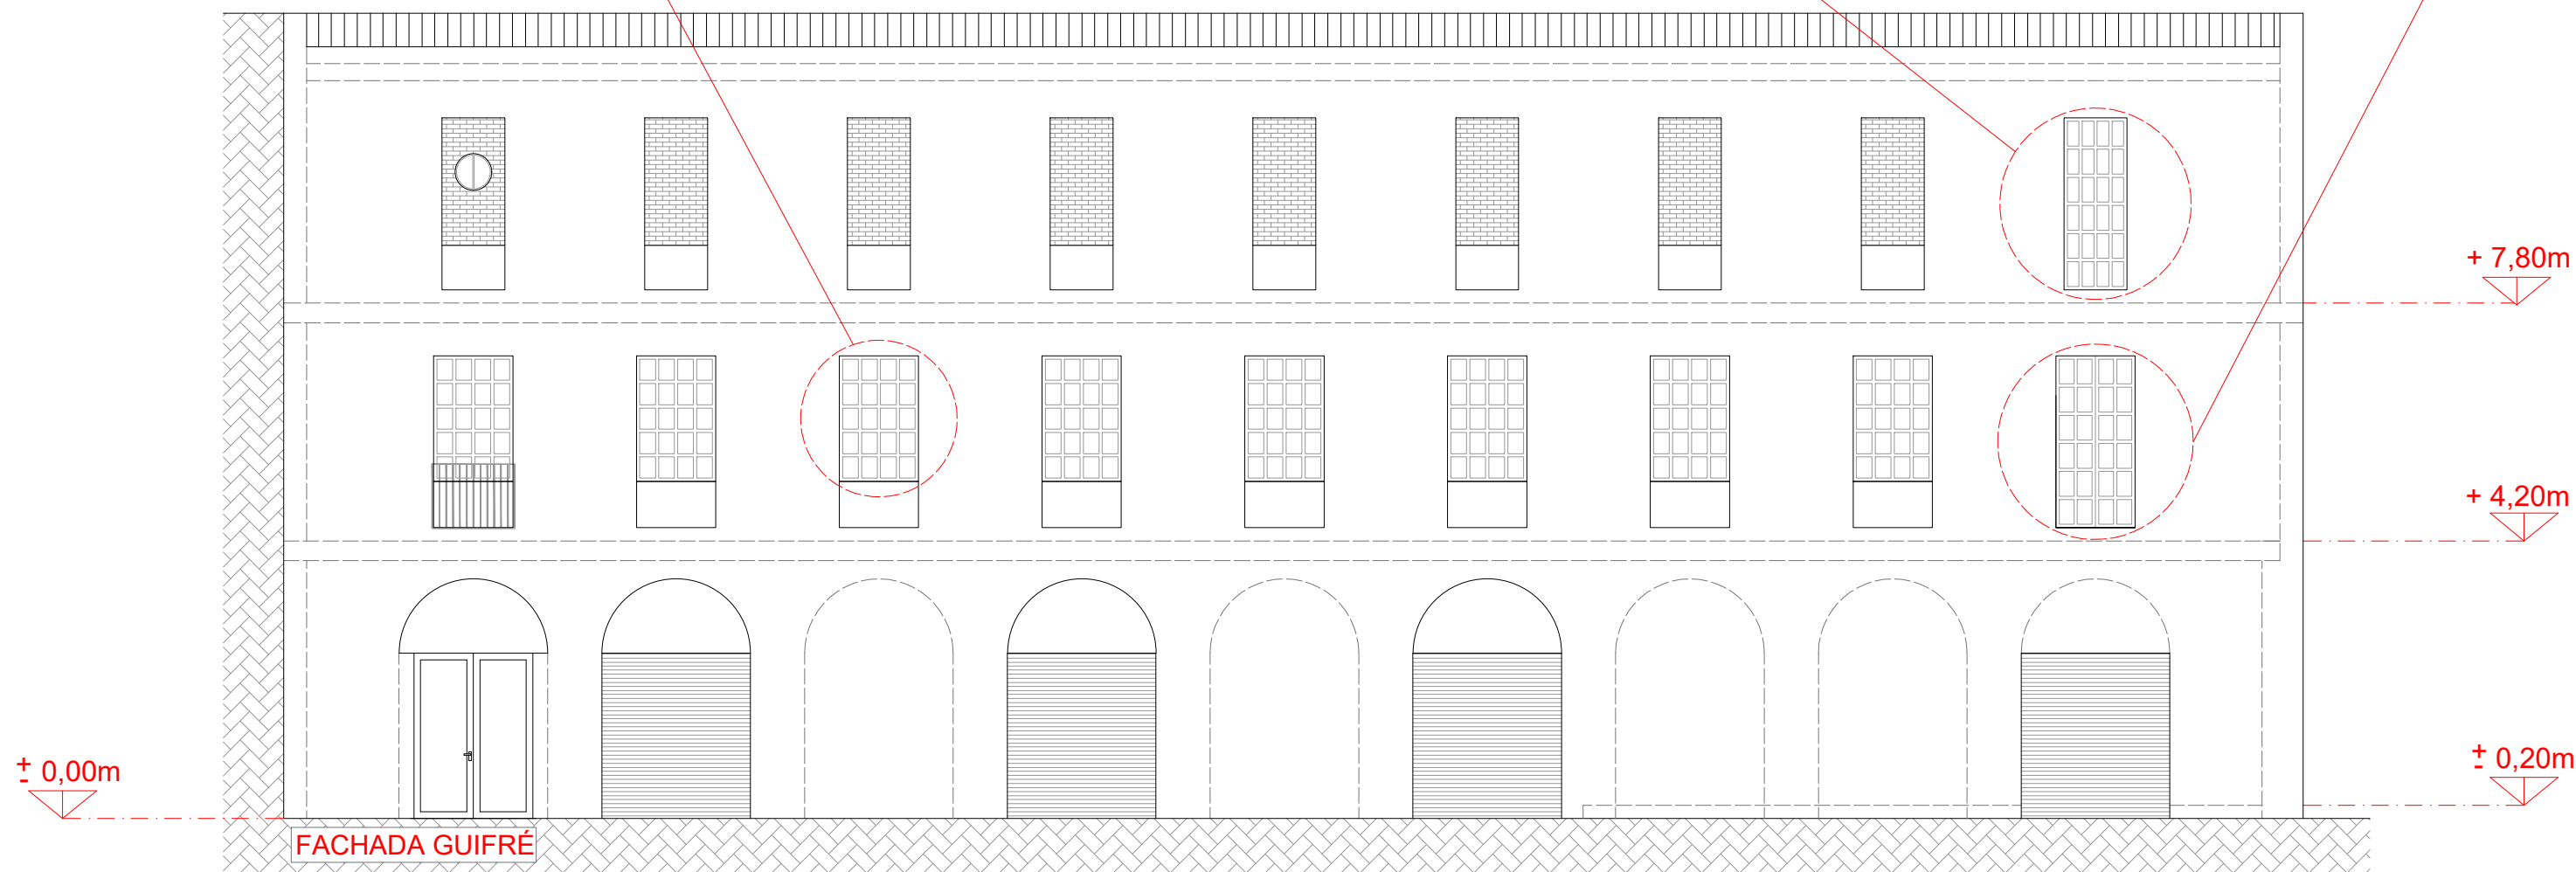 + 7,80m
+ 4,20m
± 0,00m
± 0,20m
FACHADA GUIFRÉ